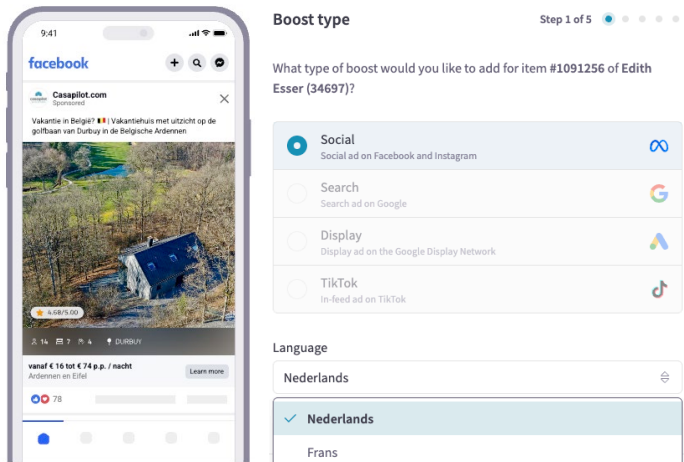 9:41
facebook
Casapilot.com
Sponsored
Vakantie in België? 🇧🇪 | Vakantiehuis met uitzicht op de
golfbaan van Durbuy in de Belgische Ardennen
4.68/5.00
14 7 4 DURBUY
vanaf € 16 tot € 74 p.p. / nacht
Ardennen en Eifel
Learn more
78
Boost type
Step 1 of 5
What type of boost would you like to add for item #1091256 of Edith
Esser (34697)?
Social
Social ad on Facebook and Instagram
Search
Search ad on Google
Display
Display ad on the Google Display Network
TikTok
In-feed ad on TikTok
Language
Nederlands
Nederlands
Frans